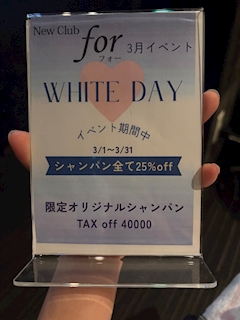 New Club
for
フォー
3月イベント
WHITE DAY
イベント期間中
3/1~3/31
シャンパン全て25%off
限定オリジナルシャンパン
TAX off 40000